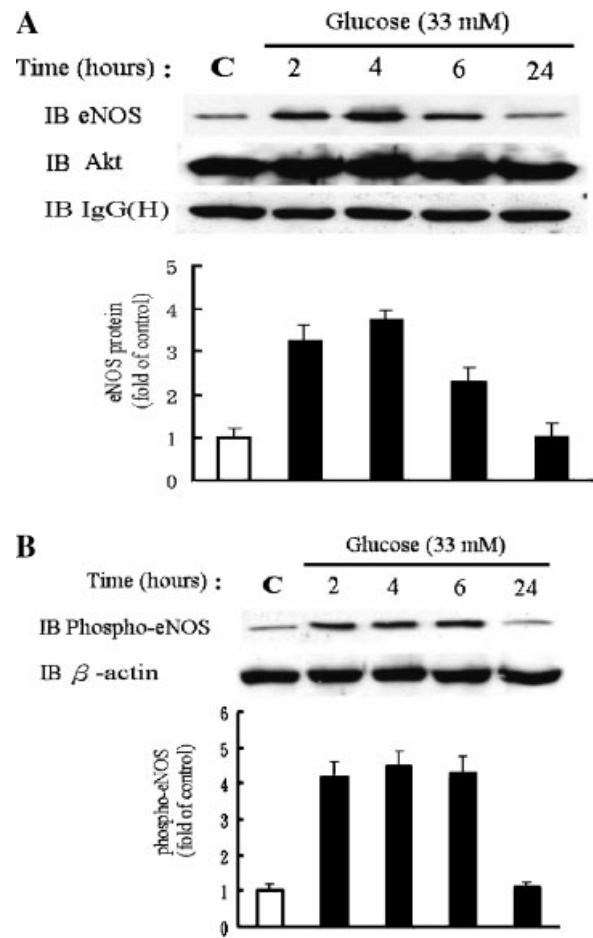 A
Glucose (33 mM)
Time (hours) : C 2 4 6 24
IB eNOS
IB Akt
IB IgG(H)
eNOS protein
(fold of control)
5
4
3
2
1
0
B
Glucose (33 mM)
Time (hours) : C 2 4 6 24
IB Phospho-eNOS
IB β-actin
phospho-eNOS
(fold of control)
6
5
4
3
2
1
0